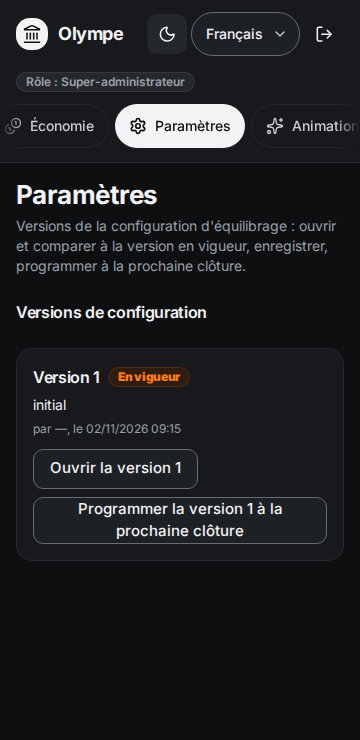 Olympe
Français
Rôle : Super-administrateur
Économie
Paramètres
Animation
Paramètres
Versions de la configuration d'équilibrage : ouvrir
et comparer à la version en vigueur, enregistrer,
programmer à la prochaine clôture.
Versions de configuration
Version 1
En vigueur
initial
par —, le 02/11/2026 09:15
Ouvrir la version 1
Programmer la version 1 à la
prochaine clôture